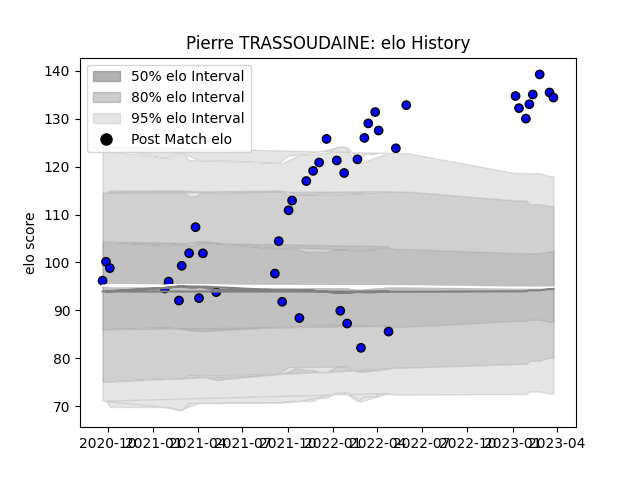 Pierre TRASSOUDAINE: elo History
50% elo Interval
80% elo Interval
95% elo Interval
Post Match elo
elo score
140
130
120
110
100
90
80
70
2020-10 2021-01 2021-04 2021-07 2021-10 2022-01 2022-04 2022-07 2022-10 2023-01 2023-04